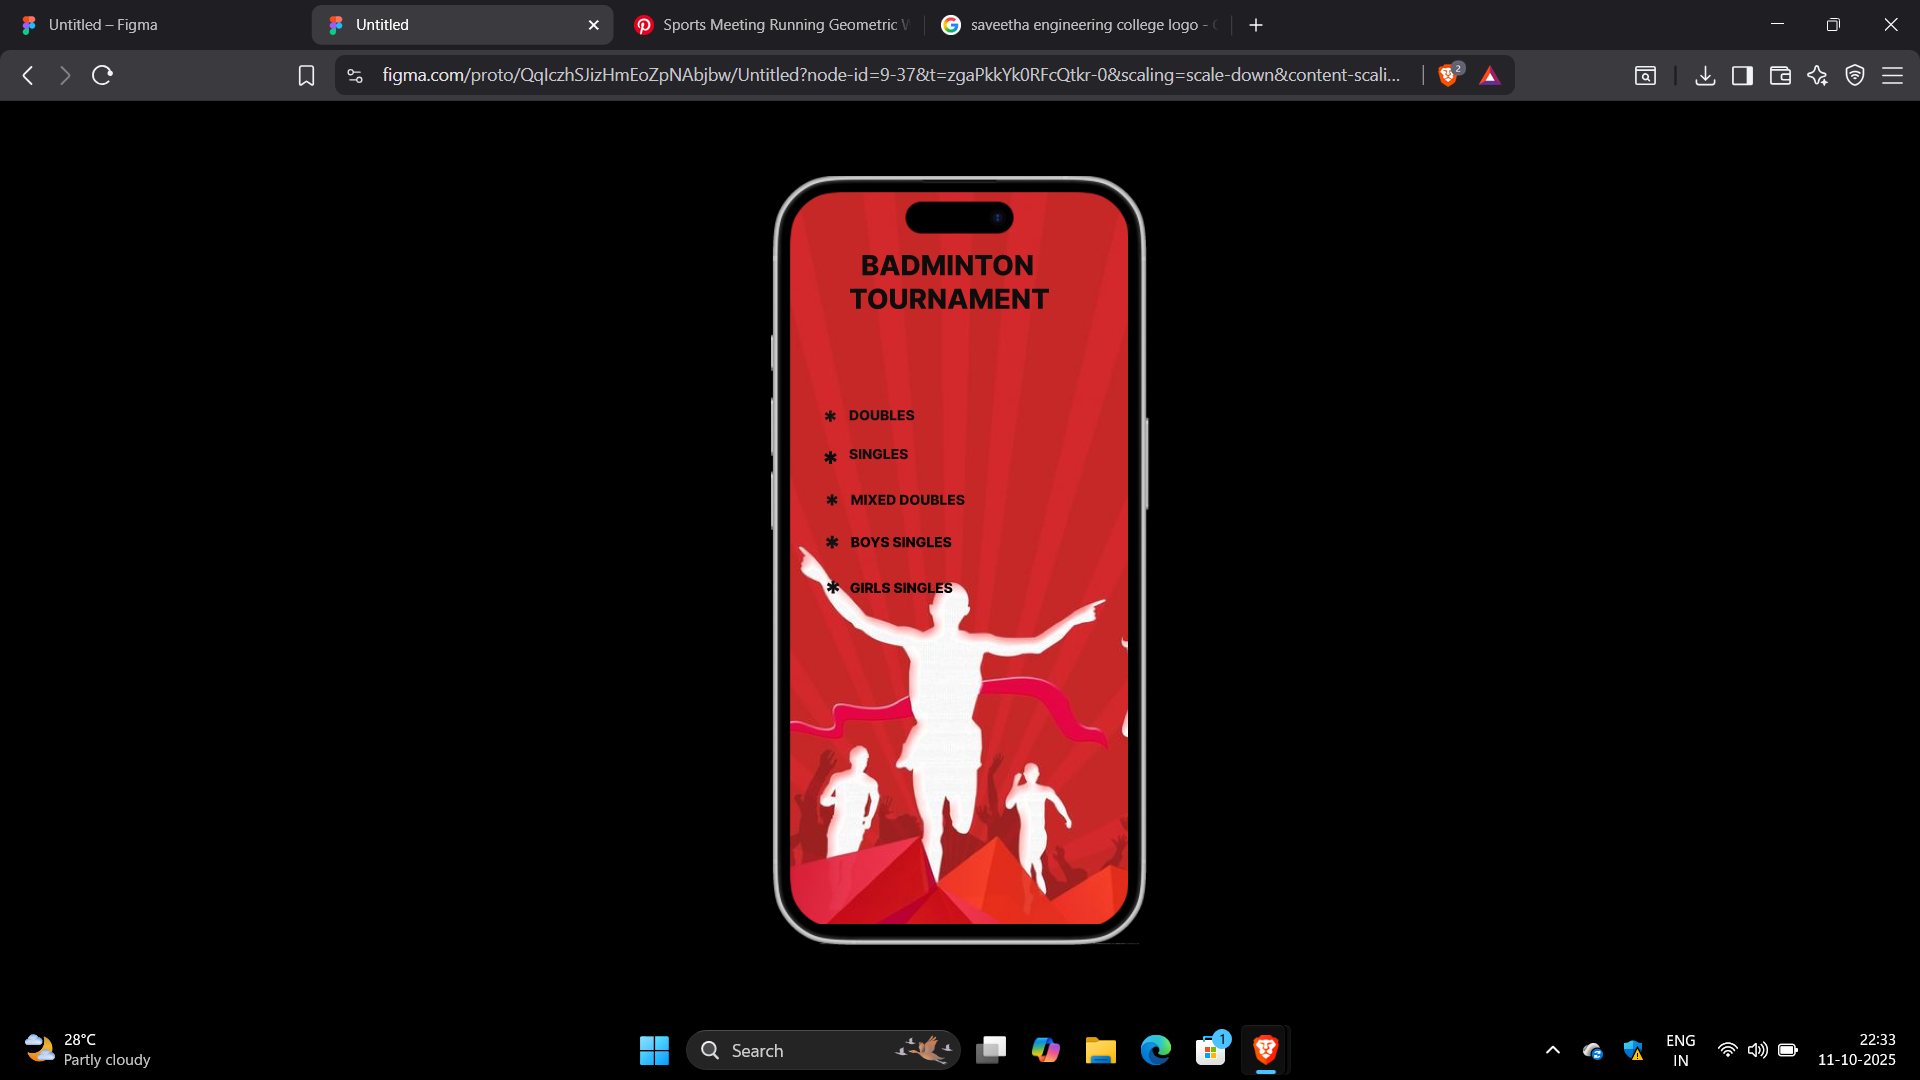 Untitled – Figma
Untitled
Sports Meeting Running Geometric
saveetha engineering college logo -
figma.com/proto/QqIczhSJizHmEoZpNAbjbw/Untitled?node-id=9-37&t=zgaPkkYk0RFcQtkr-0&scaling=scale-down&content-scali...
2
BADMINTON
TOURNAMENT
* DOUBLES
* SINGLES
* MIXED DOUBLES
* BOYS SINGLES
* GIRLS SINGLES
28°C
Partly cloudy
Search
1
ENG
IN
22:33
11-10-2025